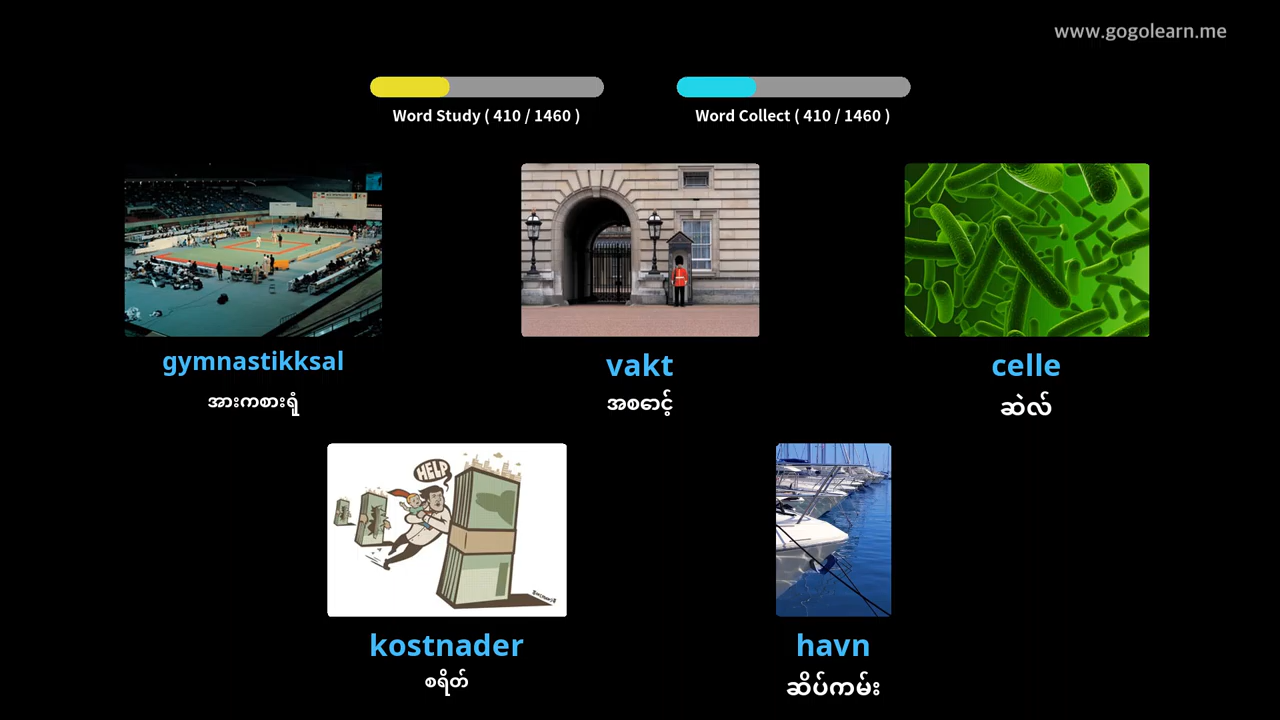 www.gogolearn.me
Word Study ( 410 / 1460 )
Word Collect ( 410 / 1460 )
gymnastikksal
အားကစားရုံ
vakt
အစောင့်
celle
ဆဲလ်
HELP
kostnader
စရိတ်
havn
ဆိပ်ကမ်း